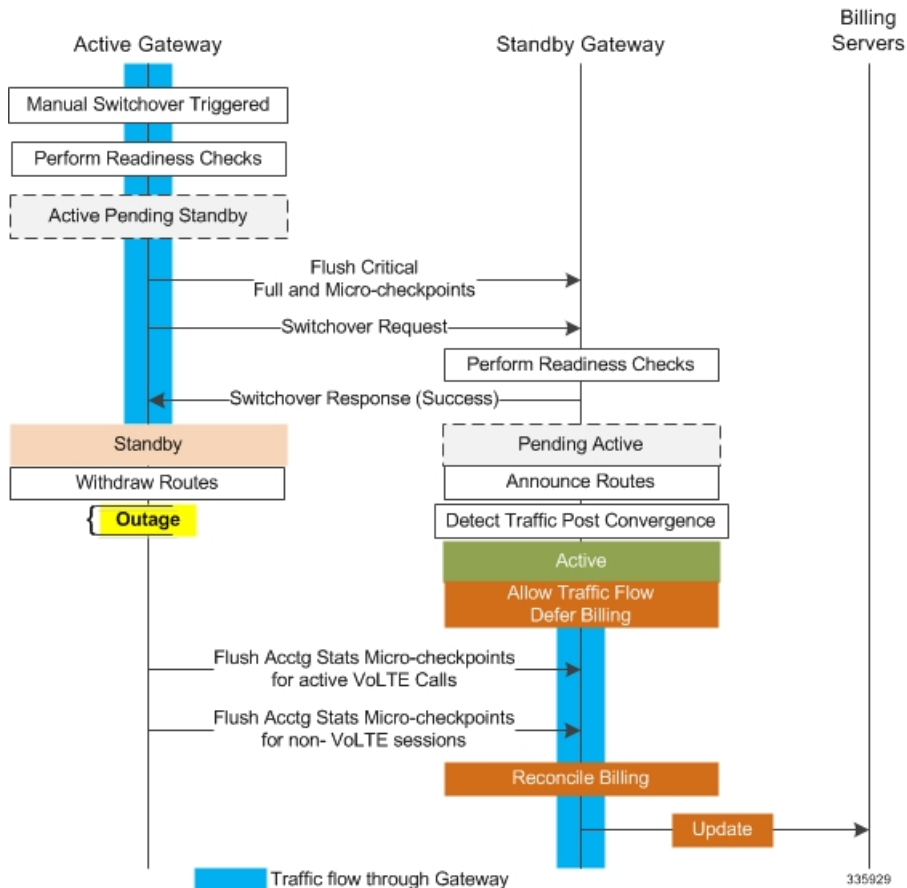 Billing
Servers
Active Gateway
Standby Gateway
Manual Switchover Triggered
Perform Readiness Checks
Active Pending Standby
Flush Critical
Full and Micro-checkpoints
Switchover Request
Perform Readiness Checks
Switchover Response (Success)
Standby
Pending Active
Withdraw Routes
Announce Routes
{ Outage
Detect Traffic Post Convergence
Active
Allow Traffic Flow
Defer Billing
Flush Acctg Stats Micro-checkpoints
for active VoLTE Calls
Flush Acctg Stats Micro-checkpoints
for non- VoLTE sessions
Reconcile Billing
Update
Traffic flow through Gateway
335929